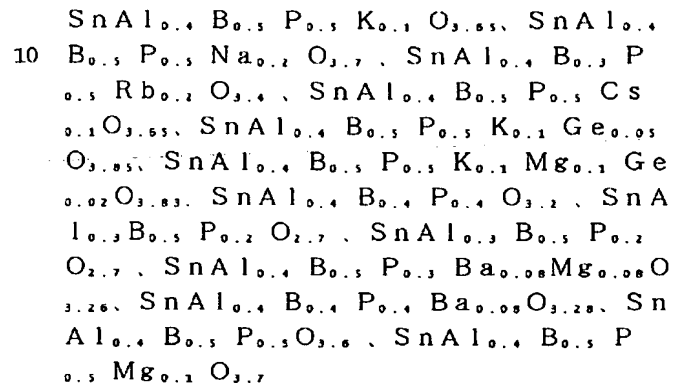 SnAl₀.₄ B₀.₅ P₀.₅ K₀.₁ O₃.₆₅、SnAl₀.₄
10 B₀.₅ P₀.₅ Na₀.₂ O₃.₇ 、SnAl₀.₄ B₀.₃ P
₀.₅ Rb₀.₂ O₃.₄ 、SnAl₀.₄ B₀.₅ P₀.₅ Cs
₀.₁O₃.₆₅、SnAl₀.₄ B₀.₅ P₀.₅ K₀.₁ Ge₀.₀₅
O₃.₈₅、SnAl₀.₄ B₀.₅ P₀.₅ K₀.₁ Mg₀.₁ Ge
₀.₀₂O₃.₈₃. SnAl₀.₄ B₀.₄ P₀.₄ O₃.₂ 、SnA
l₀.₃B₀.₅ P₀.₂ O₂.₇ 、SnAl₀.₃ B₀.₅ P₀.₂
O₂.₇ 、SnAl₀.₄ B₀.₅ P₀.₃ Ba₀.₀₈Mg₀.₀₈O
₃.₂₆、SnAl₀.₄ B₀.₄ P₀.₄ Ba₀.₀₈O₃.₂₈、Sn
Al₀.₄ B₀.₅ P₀.₅O₃.₆ 、SnAl₀.₄ B₀.₅ P
₀.₅ Mg₀.₁ O₃.₇